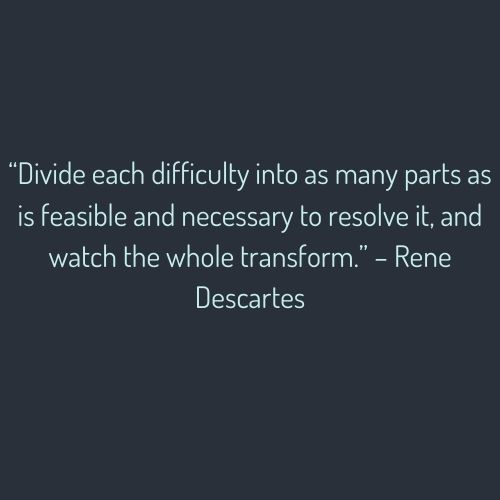 “Divide each difficulty into as many parts as
is feasible and necessary to resolve it, and
watch the whole transform.” – Rene
Descartes